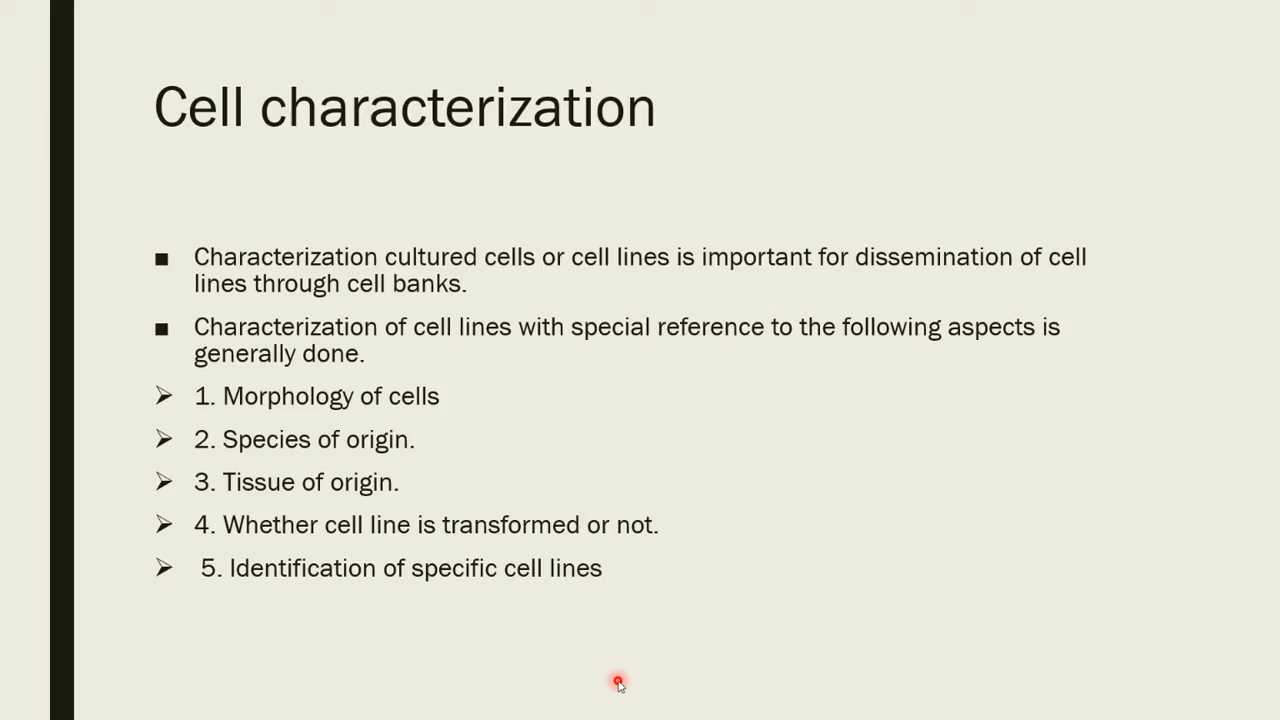 Cell characterization
■ Characterization cultured cells or cell lines is important for dissemination of cell
lines through cell banks.
■ Characterization of cell lines with special reference to the following aspects is
generally done.
➢ 1. Morphology of cells
➢ 2. Species of origin.
➢ 3. Tissue of origin.
➢ 4. Whether cell line is transformed or not.
➢ 5. Identification of specific cell lines